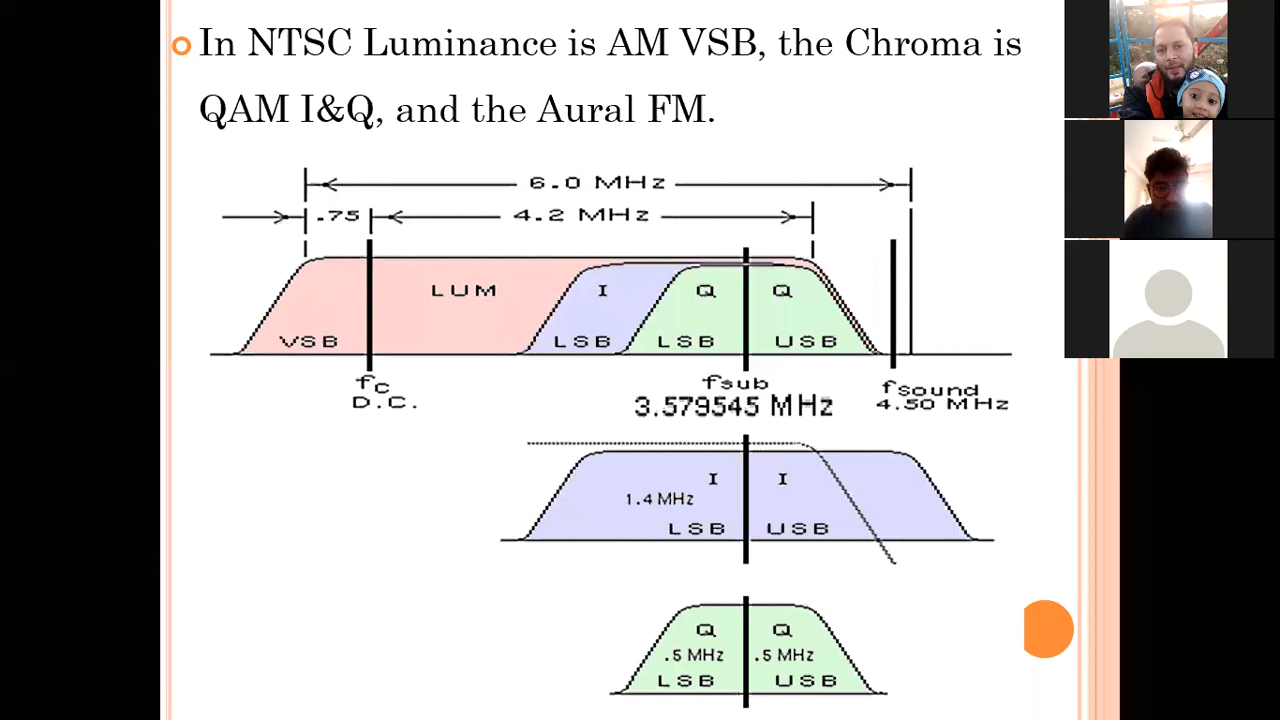 In NTSC Luminance is AM VSB, the Chroma is
QAM I&Q, and the Aural FM.
6.0 MHz
.75 4.2 MHz
LUM I Q Q
VSB LSB LSB USB
fc fsub fsound
D.C. 3.579545 MHz 4.50 MHz
I I
1.4 MHz
LSB USB
Q Q
.5 MHz .5 MHz
LSB USB